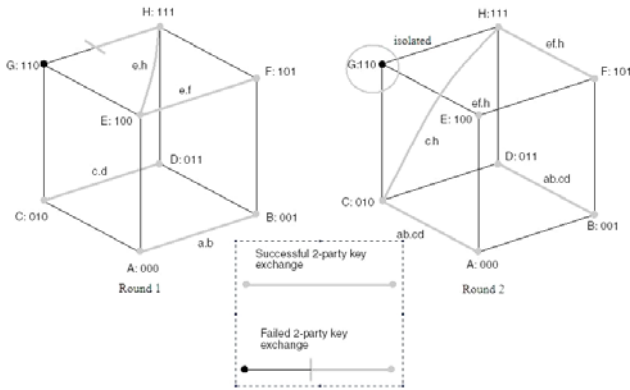 H: 111
G: 110
e.h
F: 101
e.f
E: 100
D: 011
c.d
C: 010
B: 001
a.b
A: 000
Round 1
H:111
isolated
ef.h
G:110
F: 101
ef.h
E: 100
c.h
D: 011
ab.cd
C: 010
B: 001
ab.cd
A: 000
Round 2
Successful 2-party key
exchange
Failed 2-party key
exchange